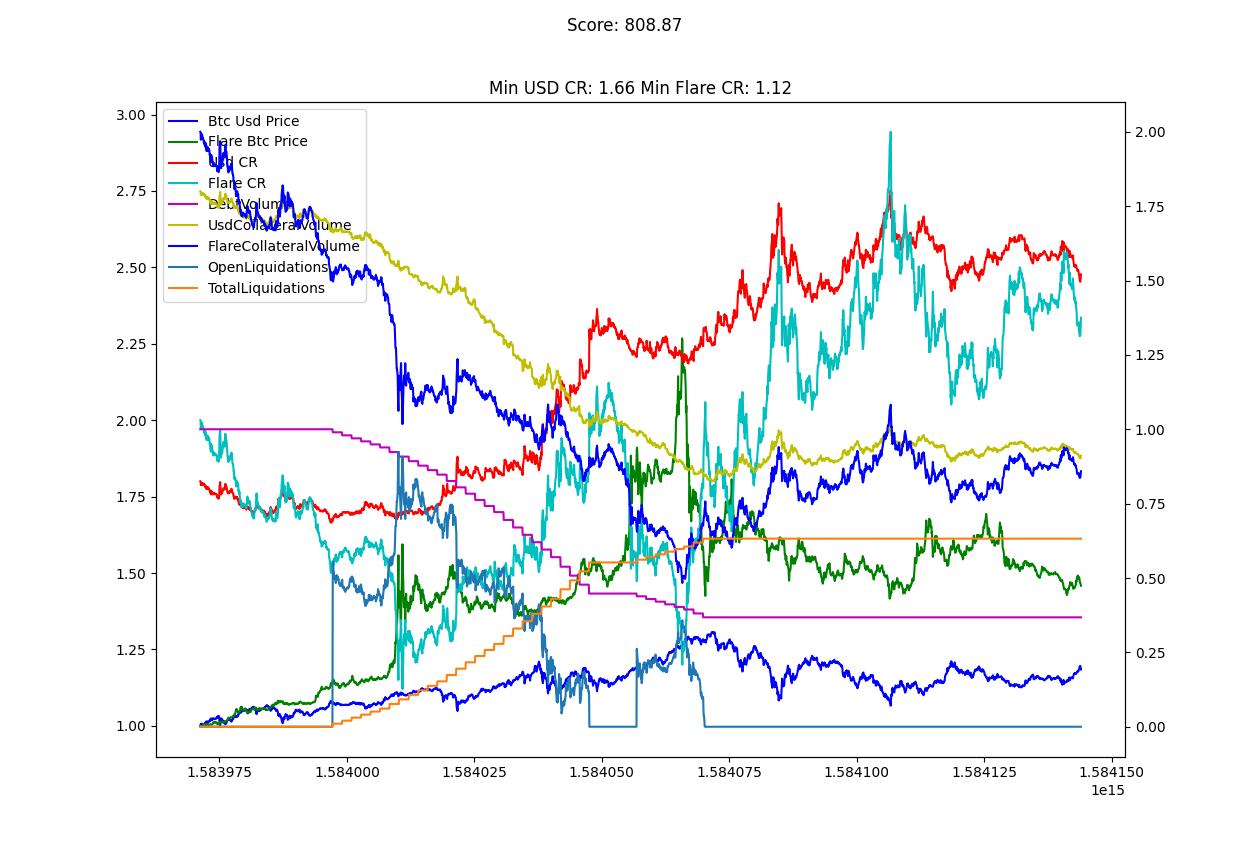 Score: 808.87
Min USD CR: 1.66 Min Flare CR: 1.12
Btc Usd Price
Flare Btc Price
Usd CR
Flare CR
DebtVolume
UsdCollateralVolume
FlareCollateralVolume
OpenLiquidations
TotalLiquidations
3.00
2.75
2.50
2.25
2.00
1.75
1.50
1.25
1.00
2.00
1.75
1.50
1.25
1.00
0.75
0.50
0.25
0.00
1.583975 1.584000 1.584025 1.584050 1.584075 1.584100 1.584125 1.584150
1e15